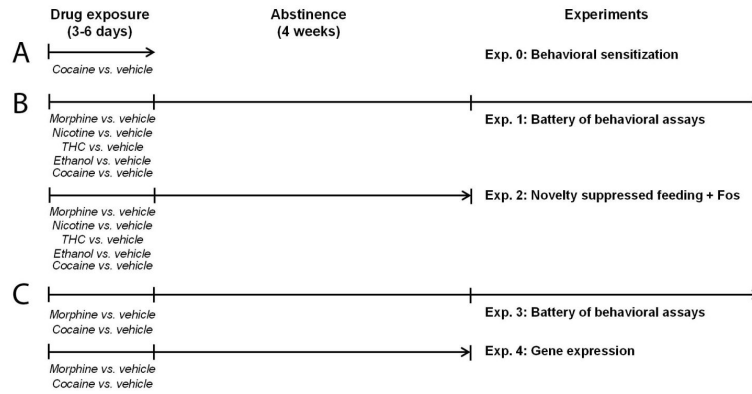 Drug exposure
(3-6 days)
Abstinence
(4 weeks)
Experiments
A
Cocaine vs. vehicle
Exp. 0: Behavioral sensitization
B
Morphine vs. vehicle
Nicotine vs. vehicle
THC vs. vehicle
Ethanol vs. vehicle
Cocaine vs. vehicle
Exp. 1: Battery of behavioral assays
Morphine vs. vehicle
Nicotine vs. vehicle
THC vs. vehicle
Ethanol vs. vehicle
Cocaine vs. vehicle
Exp. 2: Novelty suppressed feeding + Fos
C
Morphine vs. vehicle
Cocaine vs. vehicle
Exp. 3: Battery of behavioral assays
Morphine vs. vehicle
Cocaine vs. vehicle
Exp. 4: Gene expression